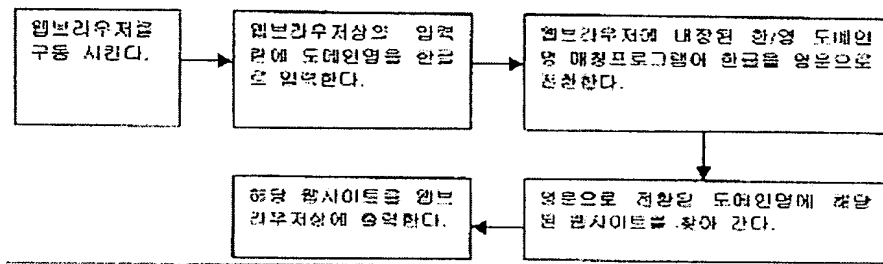 웹브라우저를
구동 시킨다.
웹브라우저상의 입력
란에 도메인명을 한글
로 입력한다.
웹브라우저에 내장된 한/영 도메인
명 매칭프로그램이 한글을 영문으로
전환한다.
영문으로 전환된 도메인명에 해당
된 웹사이트를 찾아 간다.
해당 웹사이트를 웹브
라우저상에 출력한다.